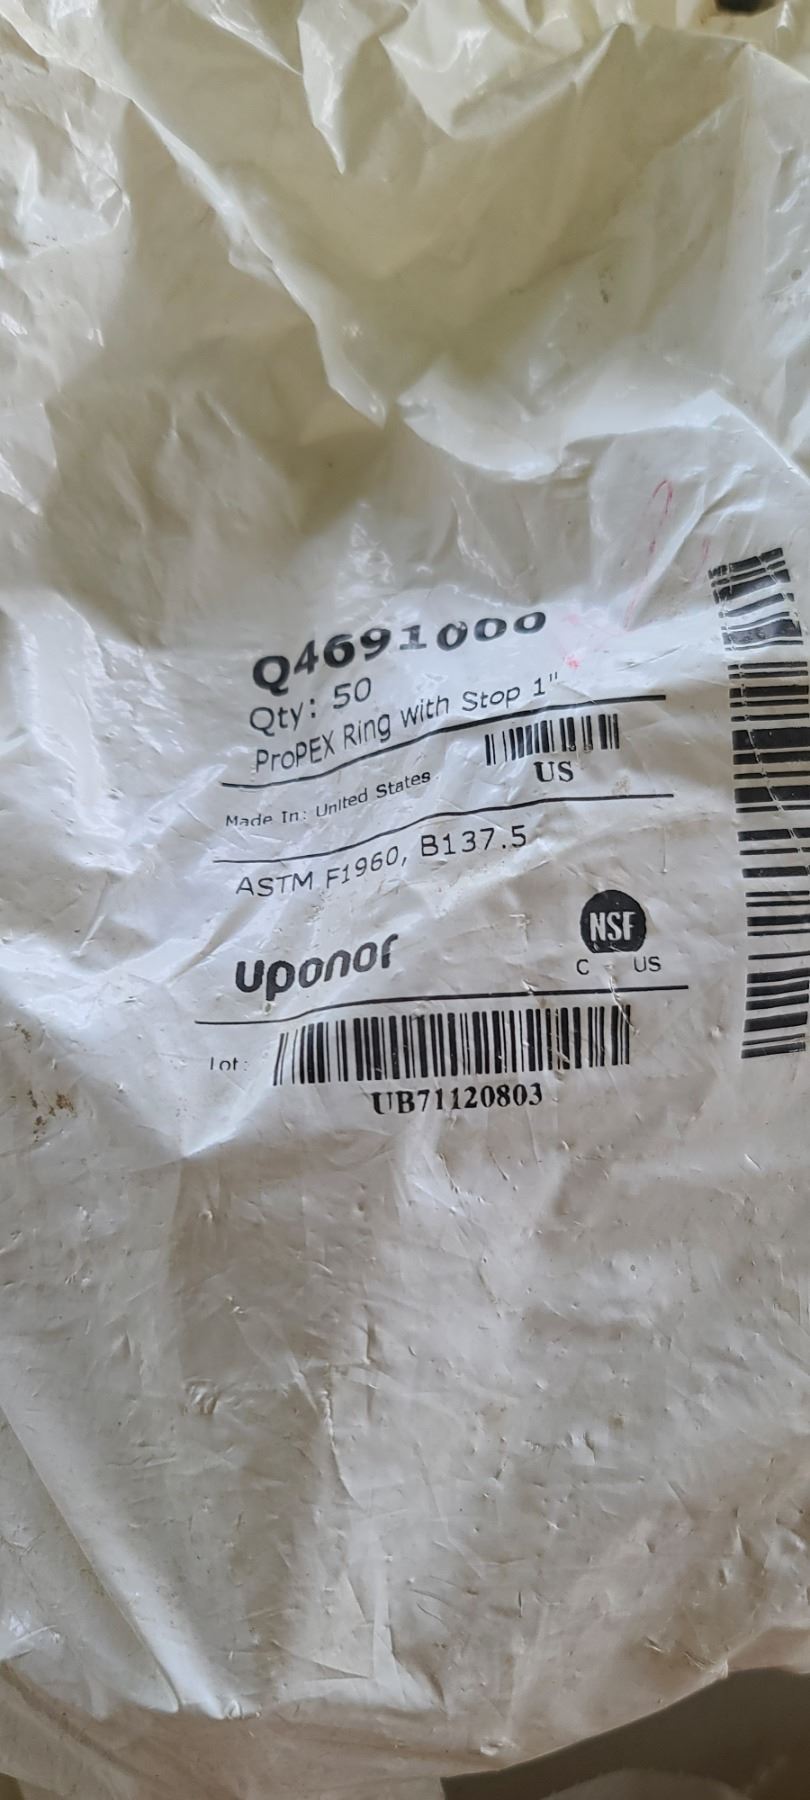 Q4691000
Qty: 50
ProPEX Ring with Stop 1"
Made In: United States
US
ASTM F1960, B137.5
uponor
NSF
C US
Lot:
UB71120803